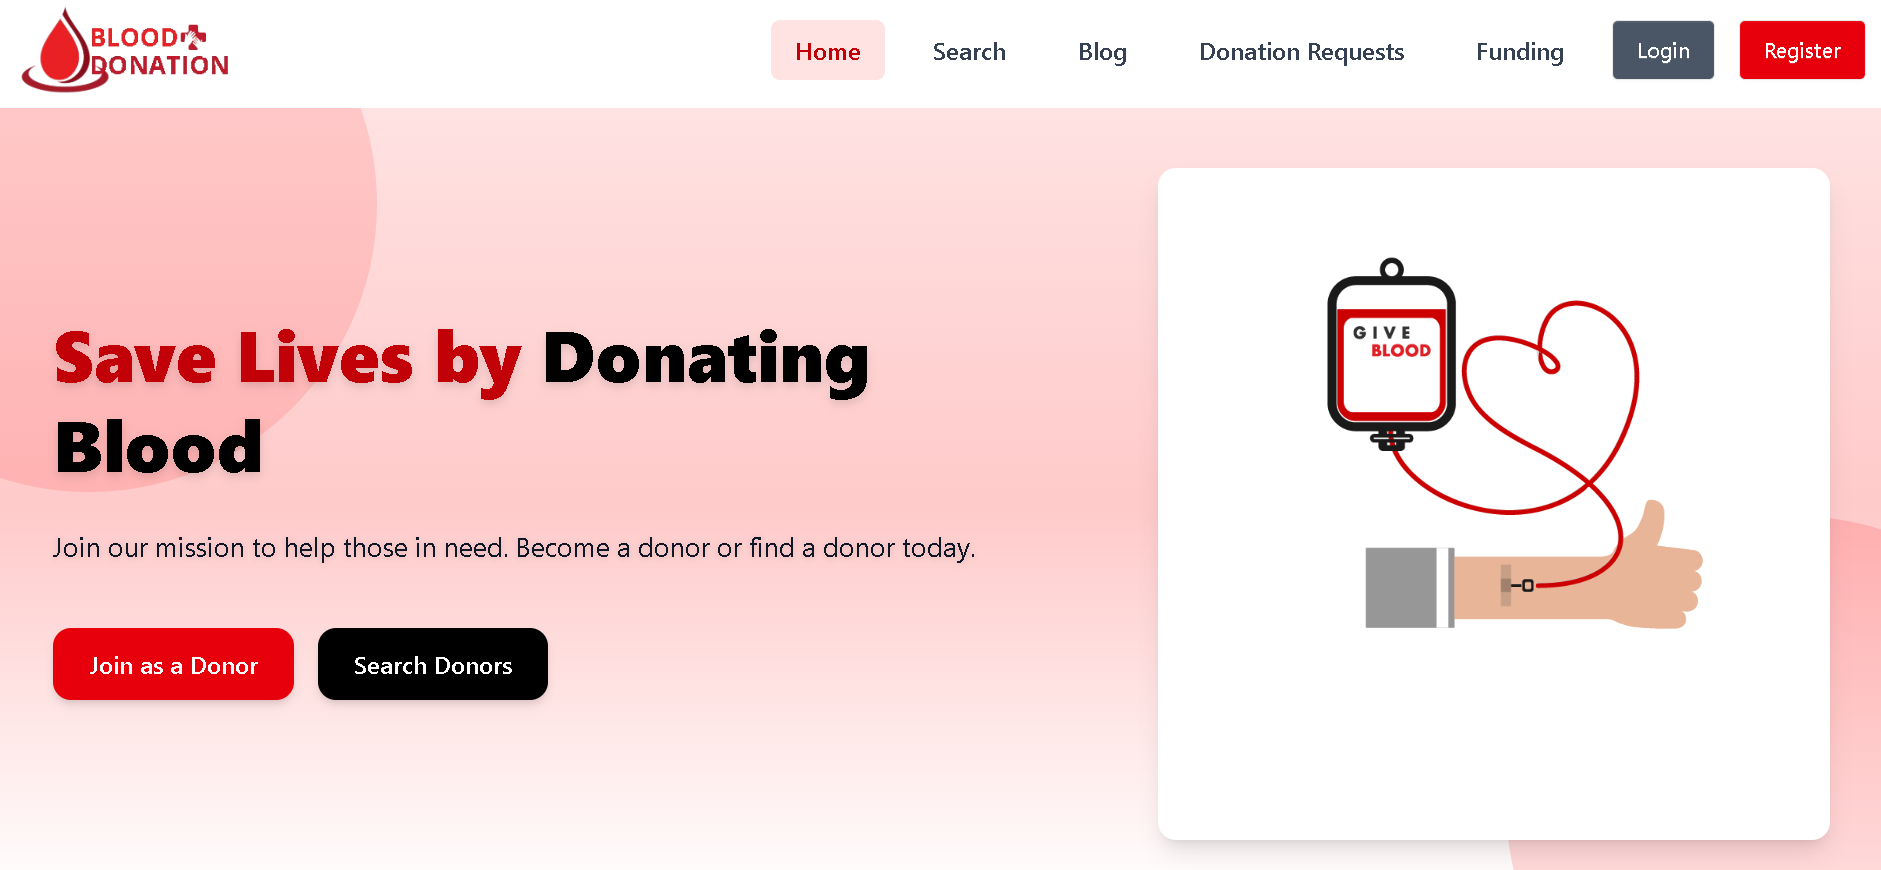 BLOOD
DONATION
Home Search Blog Donation Requests Funding Login Register
Save Lives by Donating
Blood
Join our mission to help those in need. Become a donor or find a donor today.
Join as a Donor Search Donors
GIVE
BLOOD